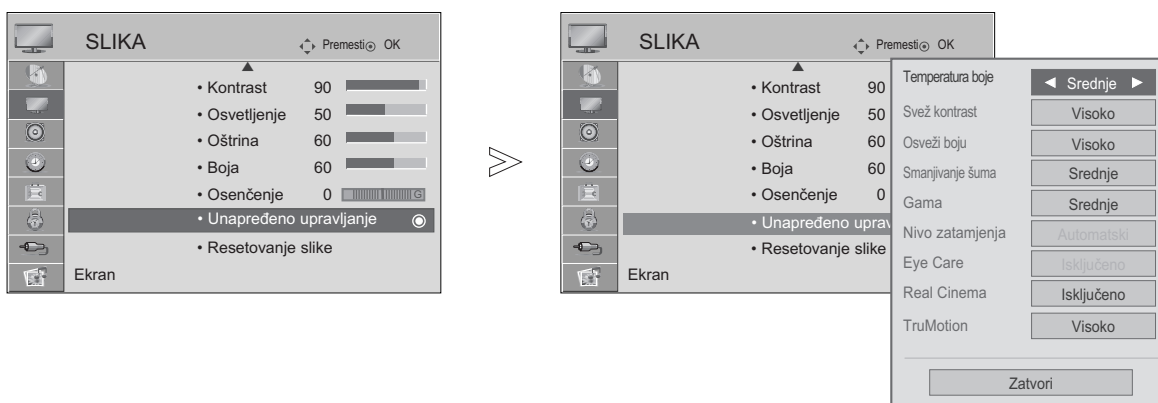 SLIKA
Premesti OK
• Kontrast 90
• Osvetljenje 50
• Oštrina 60
• Boja 60
• Osenčenje 0 G
• Unapređeno upravljanje
• Resetovanje slike
Ekran
SLIKA
Premesti OK
• Kontrast 90
• Osvetljenje 50
• Oštrina 60
• Boja 60
• Osenčenje 0
• Unapređeno uprav
• Resetovanje slike
Ekran
Temperatura boje ◄ Srednje ►
Svež kontrast Visoko
Osveži boju Visoko
Smanjivanje šuma Srednje
Gama Srednje
Nivo zatamjenja Automatski
Eye Care Isključeno
Real Cinema Isključeno
TruMotion Visoko
Zatvori